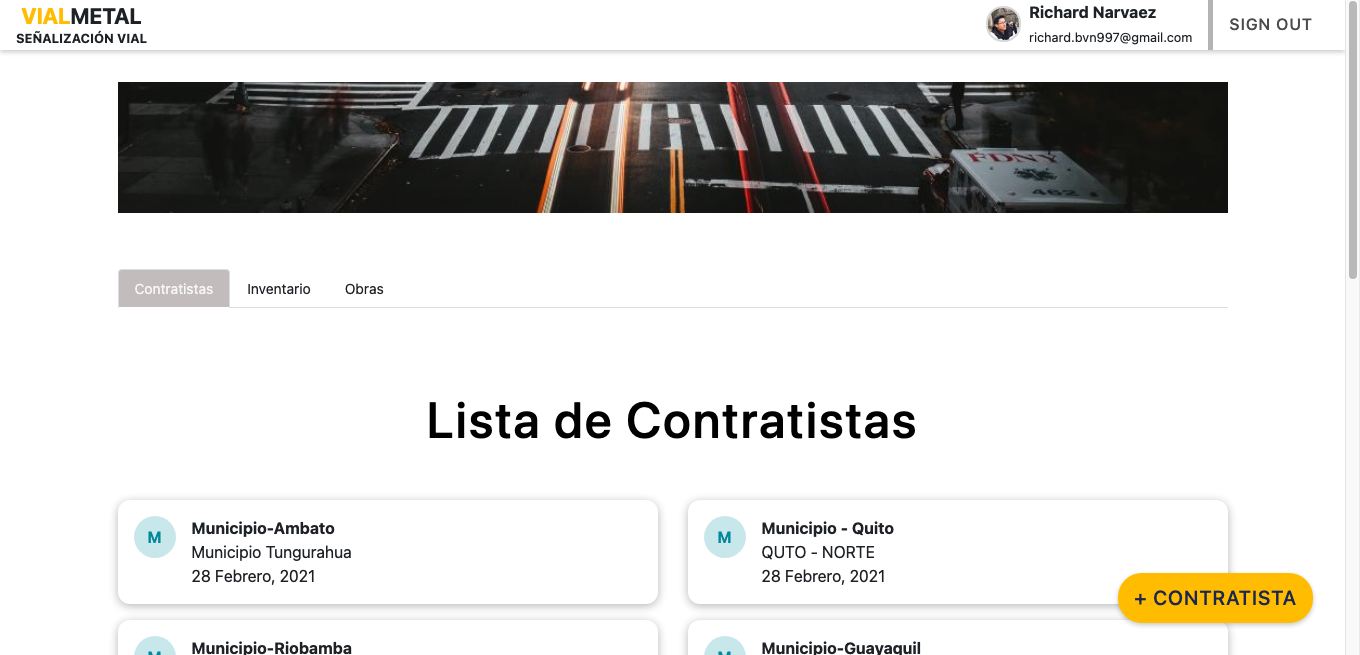 VIALMETAL
SEÑALIZACIÓN VIAL
Richard Narvaez
richard.bvn997@gmail.com
SIGN OUT
FDNY
462
Contratistas
Inventario
Obras
Lista de Contratistas
M
Municipio-Ambato
Municipio Tungurahua
28 Febrero, 2021
M
Municipio - Quito
QUTO - NORTE
28 Febrero, 2021
+ CONTRATISTA
M
Municipio-Riobamba
M
Municipio-Guayaquil